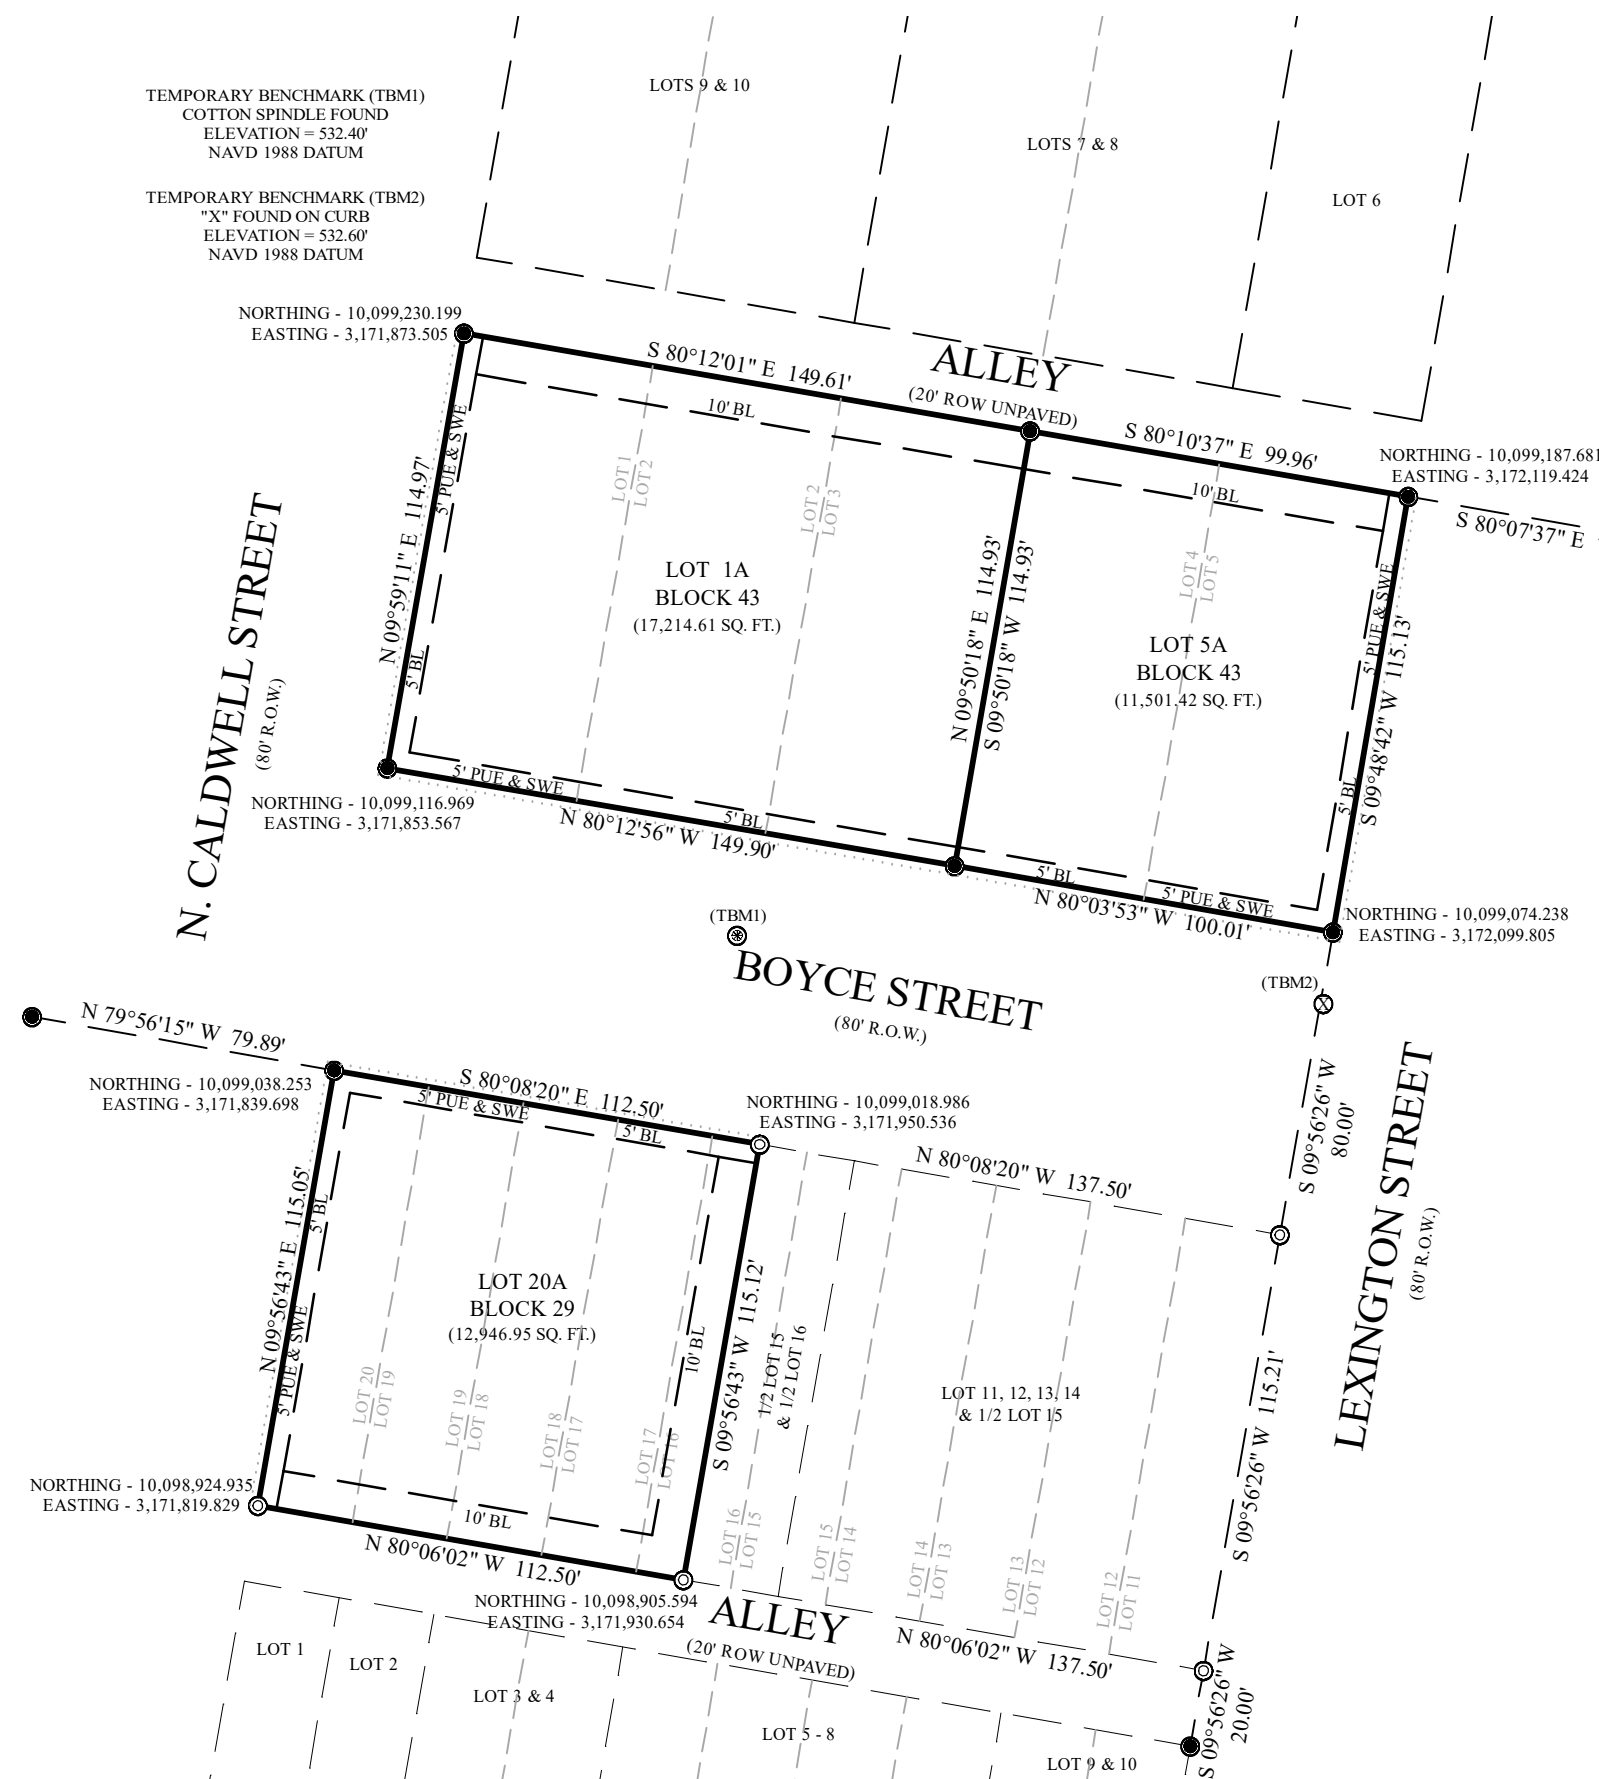 LOTS 9 & 10
LOTS 7 & 8
LOT 6
TEMPORARY BENCHMARK (TBM1)
COTTON SPINDLE FOUND
ELEVATION = 532.40'
NAVD 1988 DATUM
TEMPORARY BENCHMARK (TBM2)
"X" FOUND ON CURB
ELEVATION = 532.60'
NAVD 1988 DATUM
NORTHING - 10,099,230.199
EASTING - 3,171,873.505
S 80°12'01" E 149.61'
ALLEY
(20' ROW UNPAVED)
10' BL
S 80°10'37" E 99.96'
NORTHING - 10,099,187.681
EASTING - 3,172,119.424
S 80°07'37" E
10' BL
5' PUE & SWE
N 09°59'11" E 114.97'
5' BL
LOT 1
LOT 2
LOT 2
LOT 3
LOT 1A
BLOCK 43
(17,214.61 SQ. FT.)
N 09°50'18" E 114.93'
S 09°50'18" W 114.93'
LOT 4
LOT 5
LOT 5A
BLOCK 43
(11,501.42 SQ. FT.)
5' PUE & SWE
S 09°48'42" W 115.13'
5' BL
N. CALDWELL STREET
(80' R.O.W.)
NORTHING - 10,099,116.969
EASTING - 3,171,853.567
5' PUE & SWE
5' BL
N 80°12'56" W 149.90'
5' BL
5' PUE & SWE
N 80°03'53" W 100.01'
NORTHING - 10,099,074.238
EASTING - 3,172,099.805
(TBM1)
BOYCE STREET
(80' R.O.W.)
(TBM2)
X
S 09°56'26" W
80.00'
LEXINGTON STREET
(80' R.O.W.)
N 79°56'15" W 79.89'
NORTHING - 10,099,038.253
EASTING - 3,171,839.698
S 80°08'20" E 112.50'
5' PUE & SWE
5' BL
NORTHING - 10,099,018.986
EASTING - 3,171,950.536
N 80°08'20" W 137.50'
N 09°56'43" E 115.05'
5' BL
5' PUE & SWE
LOT 20A
BLOCK 29
(12,946.95 SQ. FT.)
10' BL
S 09°56'43" W 115.12'
1/2 LOT 15
& 1/2 LOT 16
LOT 11, 12, 13, 14
& 1/2 LOT 15
S 09°56'26" W 115.21'
LOT 20
LOT 19
LOT 19
LOT 18
LOT 18
LOT 17
LOT 17
LOT 16
LOT 16
LOT 15
LOT 15
LOT 14
LOT 14
LOT 13
LOT 13
LOT 12
LOT 12
LOT 11
NORTHING - 10,098,924.935
EASTING - 3,171,819.829
10' BL
N 80°06'02" W 112.50'
NORTHING - 10,098,905.594
EASTING - 3,171,930.654
ALLEY
(20' ROW UNPAVED)
N 80°06'02" W 137.50'
S 09°56'26" W
20.00'
LOT 1
LOT 2
LOT 3 & 4
LOT 5 - 8
LOT 9 & 10